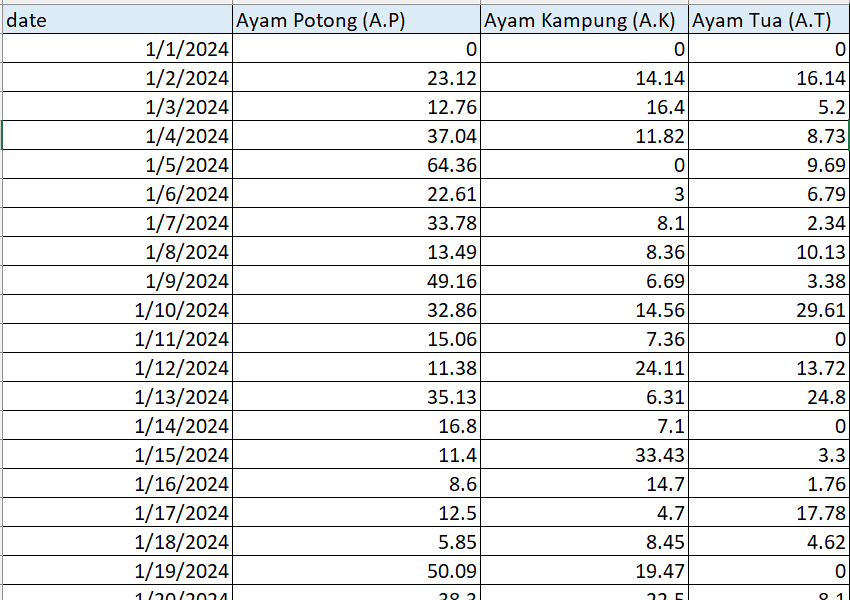 date Ayam Potong (A.P) Ayam Kampung (A.K) Ayam Tua (A.T)
1/1/2024 0 0 0
1/2/2024 23.12 14.14 16.14
1/3/2024 12.76 16.4 5.2
1/4/2024 37.04 11.82 8.73
1/5/2024 64.36 0 9.69
1/6/2024 22.61 3 6.79
1/7/2024 33.78 8.1 2.34
1/8/2024 13.49 8.36 10.13
1/9/2024 49.16 6.69 3.38
1/10/2024 32.86 14.56 29.61
1/11/2024 15.06 7.36 0
1/12/2024 11.38 24.11 13.72
1/13/2024 35.13 6.31 24.8
1/14/2024 16.8 7.1 0
1/15/2024 11.4 33.43 3.3
1/16/2024 8.6 14.7 1.76
1/17/2024 12.5 4.7 17.78
1/18/2024 5.85 8.45 4.62
1/19/2024 50.09 19.47 0
1/20/2024